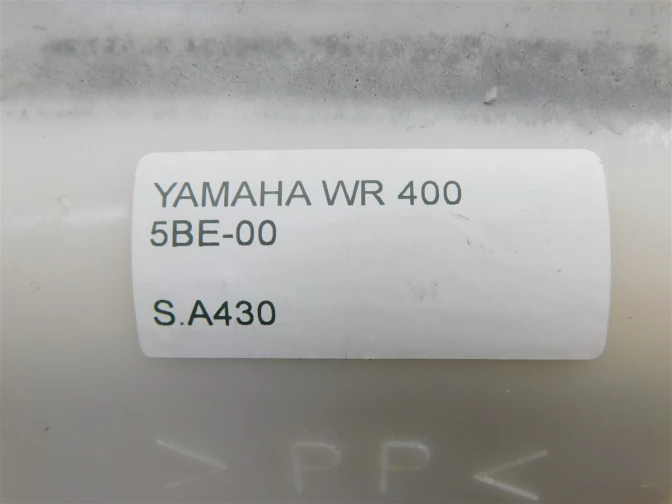 YAMAHA WR 400
5BE-00
S.A430
> PP <